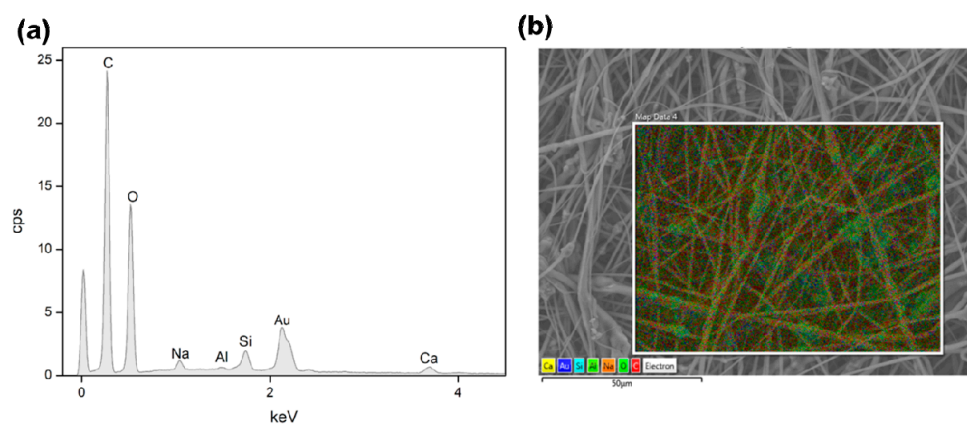 (a)
25
20
15
10
5
0
cps
C
O
Na
Al
Si
Au
Ca
0
2
4
keV
(b)
Map Data 4
Ca Au Si Al Na O C Electron
50μm